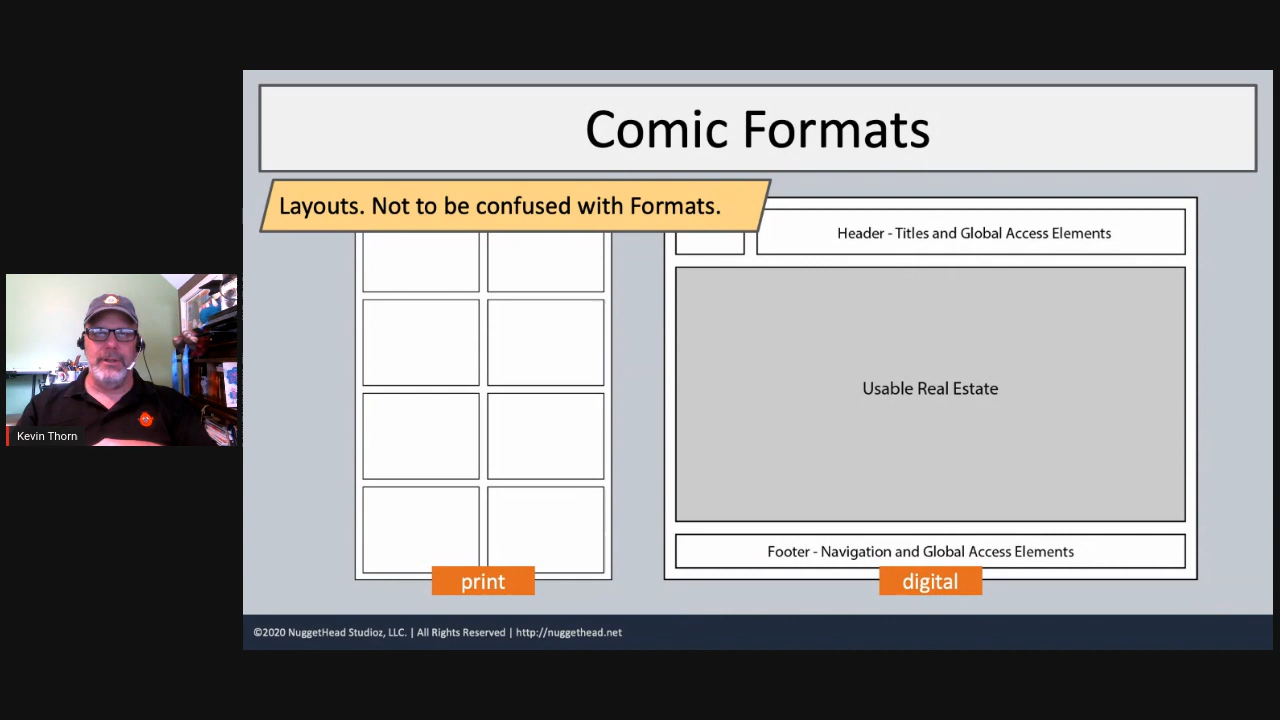 Comic Formats
Layouts. Not to be confused with Formats.
Header - Titles and Global Access Elements
Usable Real Estate
Kevin Thorn
Footer - Navigation and Global Access Elements
print
digital
©2020 NuggetHead Studioz, LLC. | All Rights Reserved | http://nuggethead.net